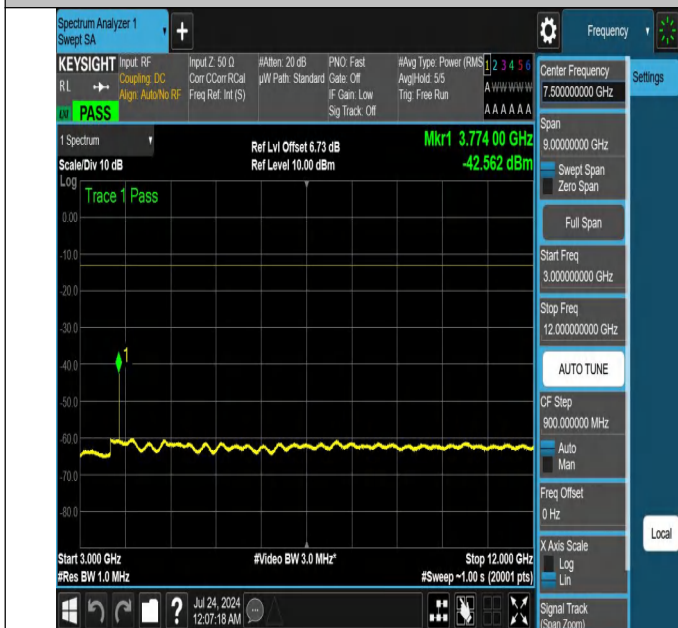 Spectrum Analyzer 1
Swept SA
+
Frequency
KEYSIGHT
RL
LXI
PASS
Input: RF
Coupling: DC
Align: Auto/No RF
Input Z: 50 Ω
Corr CCorr RCal
Freq Ref: Int (S)
#Atten: 20 dB
µW Path: Standard
PNO: Fast
Gate: Off
IF Gain: Low
Sig Track: Off
#Avg Type: Power (RMS
Avg|Hold: 5/5
Trig: Free Run
1 2 3 4 5 6
A W W W W W
A A A A A A
1 Spectrum
Scale/Div 10 dB
Ref Lvl Offset 6.73 dB
Ref Level 10.00 dBm
Mkr1 3.774 00 GHz
-42.562 dBm
Log
Trace 1 Pass
0.00
-10.0
-20.0
-30.0
-40.0
-50.0
-60.0
-70.0
-80.0
1
Start 3.000 GHz
#Res BW 1.0 MHz
#Video BW 3.0 MHz*
Stop 12.000 GHz
#Sweep ~1.00 s (20001 pts)
?
Jul 24, 2024
12:07:18 AM
Center Frequency
7.500000000 GHz
Settings
Span
9.00000000 GHz
Swept Span
Zero Span
Full Span
Start Freq
3.000000000 GHz
Stop Freq
12.000000000 GHz
AUTO TUNE
CF Step
900.000000 MHz
Auto
Man
Freq Offset
0 Hz
Local
X Axis Scale
Log
Lin
Signal Track
(Span Zoom)